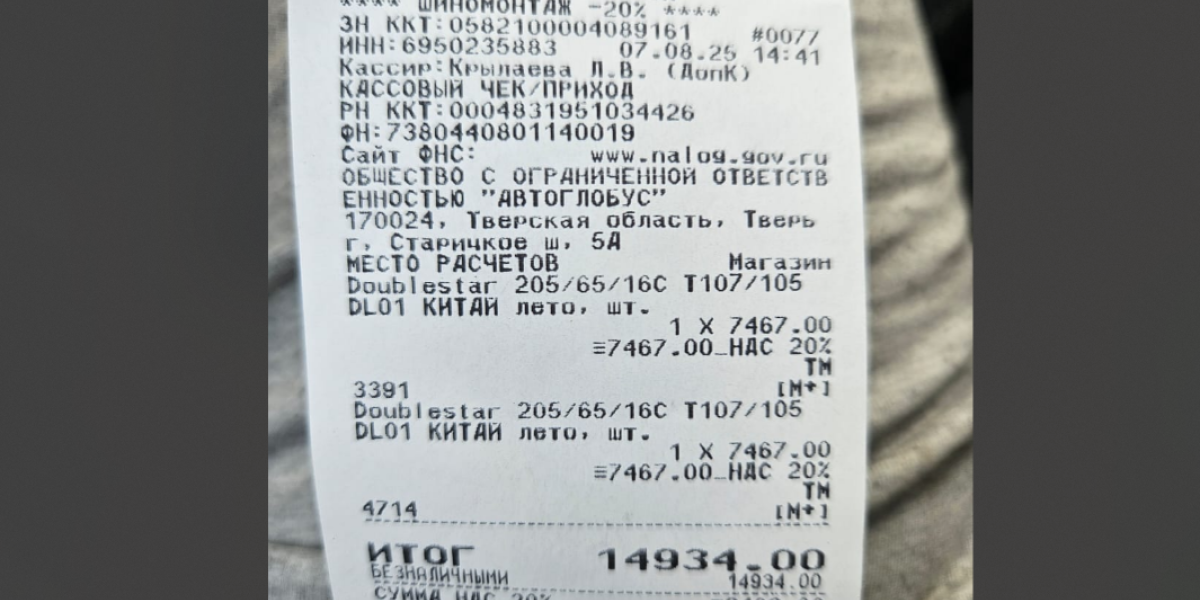 **** ШИНОМОНТАЖ -20% ****
ЗН ККТ:0582100004089161 #0077
ИНН:6950235883 07.08.25 14:41
Кассир:Крылаева Л.В. (ДопК)
КАССОВЫЙ ЧЕК/ПРИХОД
РН ККТ:0004831951034426
ФН:7380440801140019
Сайт ФНС: www.nalog.gov.ru
ОБЩЕСТВО С ОГРАНИЧЕННОЙ ОТВЕТСТВ
ЕННОСТЬЮ "АВТОГЛОБУС"
170024, Тверская область, Тверь
г, Старичкое ш, 5А
МЕСТО РАСЧЕТОВ Магазин
Doublestar 205/65/16C T107/105
DL01 КИТАЙ лето, шт.
1 X 7467.00
≡7467.00_НДС 20%
ТМ
3391 [М+]
Doublestar 205/65/16C T107/105
DL01 КИТАЙ лето, шт.
1 X 7467.00
≡7467.00_НДС 20%
ТМ
4714 [М+]
ИТОГ 14934.00
БЕЗНАЛИЧНЫМИ 14934.00
СУММА НДС 20%